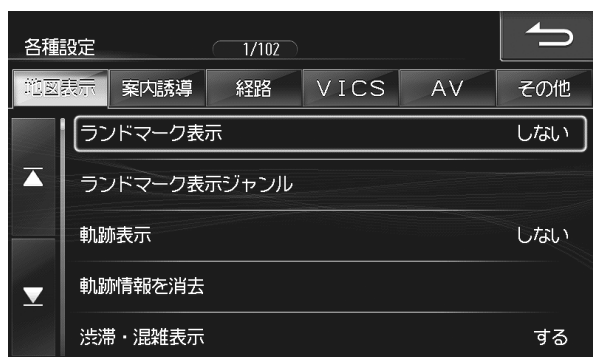 各種設定 1/102
地図表示 案内誘導 経路 VICS AV その他
ランドマーク表示 しない
ランドマーク表示ジャンル
軌跡表示 しない
軌跡情報を消去
渋滞・混雑表示 する